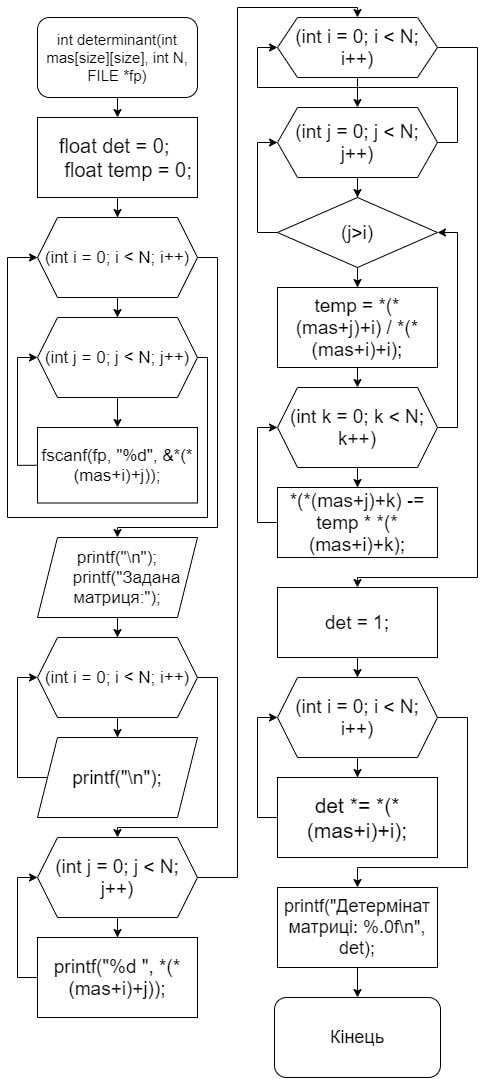 int determinant(int
mas[size][size], int N,
FILE *fp)
float det = 0;
float temp = 0;
(int i = 0; i < N; i++)
(int j = 0; j < N; j++)
fscanf(fp, "%d", &*(*
(mas+i)+j));
printf("\n");
printf("Задана
матриця:");
(int i = 0; i < N; i++)
printf("\n");
(int j = 0; j < N;
j++)
printf("%d ", *(*
(mas+i)+j));
(int i = 0; i < N;
i++)
(int j = 0; j < N;
j++)
(j>i)
temp = *(*
(mas+j)+i) / *(*
(mas+i)+i);
(int k = 0; k < N;
k++)
*(*(mas+j)+k) -=
temp * *(*
(mas+i)+k);
det = 1;
(int i = 0; i < N;
i++)
det *= *(*
(mas+i)+i);
printf("Детермінат
матриці: %.0f\n",
det);
Кінець